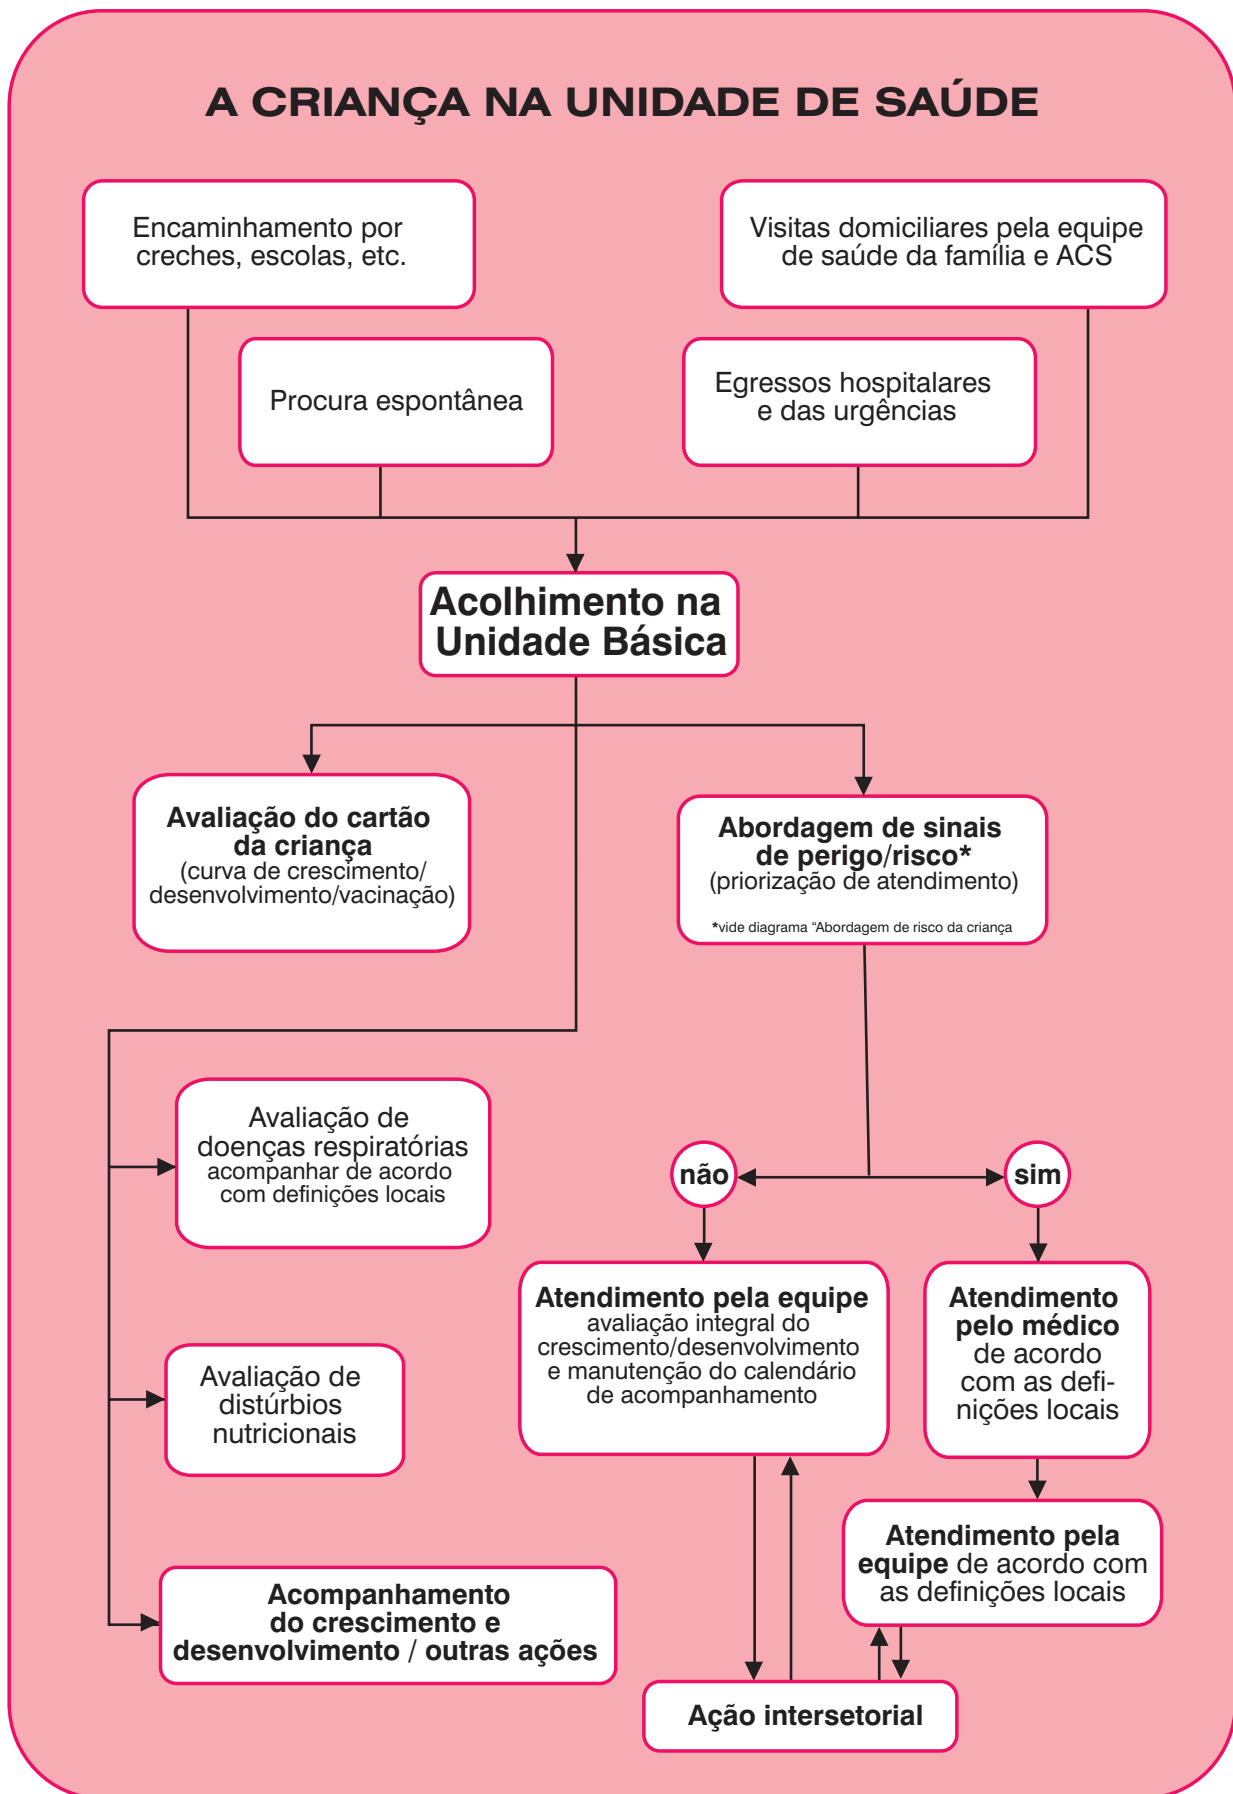 A CRIANÇA NA UNIDADE DE SAÚDE
Encaminhamento por
creches, escolas, etc.
Visitas domiciliares pela equipe
de saúde da família e ACS
Procura espontânea
Egressos hospitalares
e das urgências
Acolhimento na
Unidade Básica
Avaliação do cartão
da criança
(curva de crescimento/
desenvolvimento/vacinação)
Abordagem de sinais
de perigo/risco*
(priorização de atendimento)
*vide diagrama “Abordagem de risco da criança
Avaliação de
doenças respiratórias
acompanhar de acordo
com definições locais
não
sim
Atendimento pela equipe
avaliação integral do
crescimento/desenvolvimento
e manutenção do calendário
de acompanhamento
Atendimento
pelo médico
de acordo
com as defi-
nições locais
Avaliação de
distúrbios
nutricionais
Atendimento pela
equipe de acordo com
as definições locais
Acompanhamento
do crescimento e
desenvolvimento / outras ações
Ação intersetorial